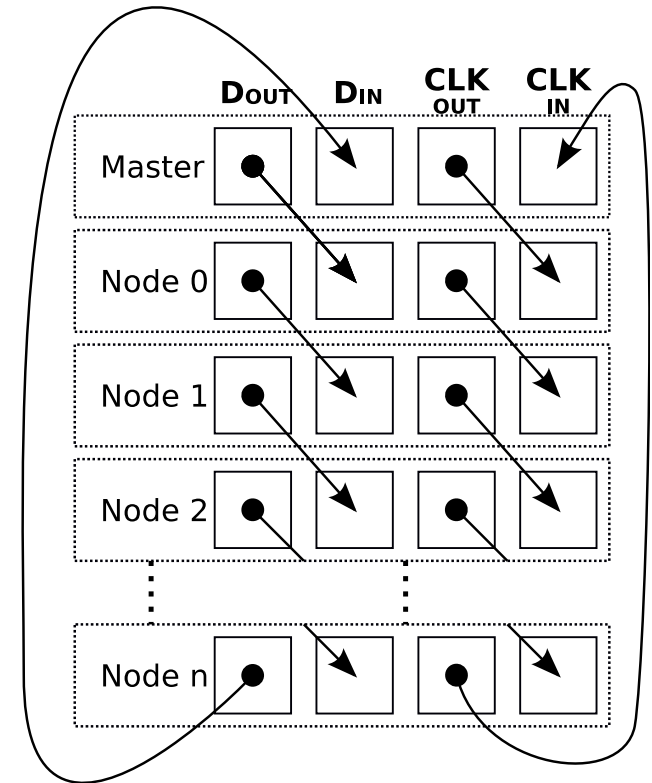 DOUT DIN CLK OUT CLK IN
Master
Node 0
Node 1
Node 2
Node n